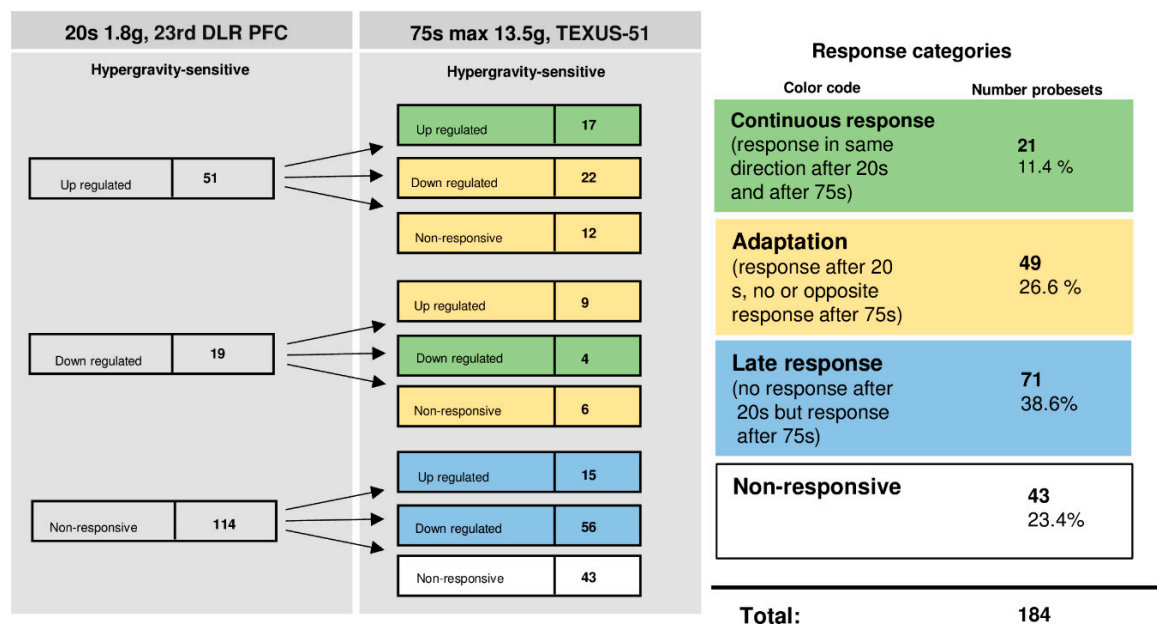 20s 1.8g, 23rd DLR PFC
Hypergravity-sensitive
Up regulated 51
Down regulated 19
Non-responsive 114
75s max 13.5g, TEXUS-51
Hypergravity-sensitive
Up regulated 17
Down regulated 22
Non-responsive 12
Up regulated 9
Down regulated 4
Non-responsive 6
Up regulated 15
Down regulated 56
Non-responsive 43
Response categories
Color code Number probesets
Continuous response
(response in same
direction after 20s
and after 75s)
21
11.4 %
Adaptation
(response after 20
s, no or opposite
response after 75s)
49
26.6 %
Late response
(no response after
20s but response
after 75s)
71
38.6%
Non-responsive
43
23.4%
Total: 184